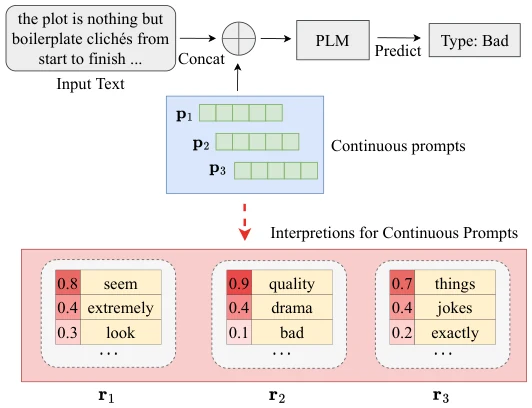 the plot is nothing but
boilerplate clichés from
start to finish ...
Input Text
Concat
PLM
Predict
Type: Bad
p1
p2
p3
Continuous prompts
Interpretions for Continuous Prompts
0.8 seem
0.4 extremely
0.3 look
...
0.9 quality
0.4 drama
0.1 bad
...
0.7 things
0.4 jokes
0.2 exactly
...
r1
r2
r3